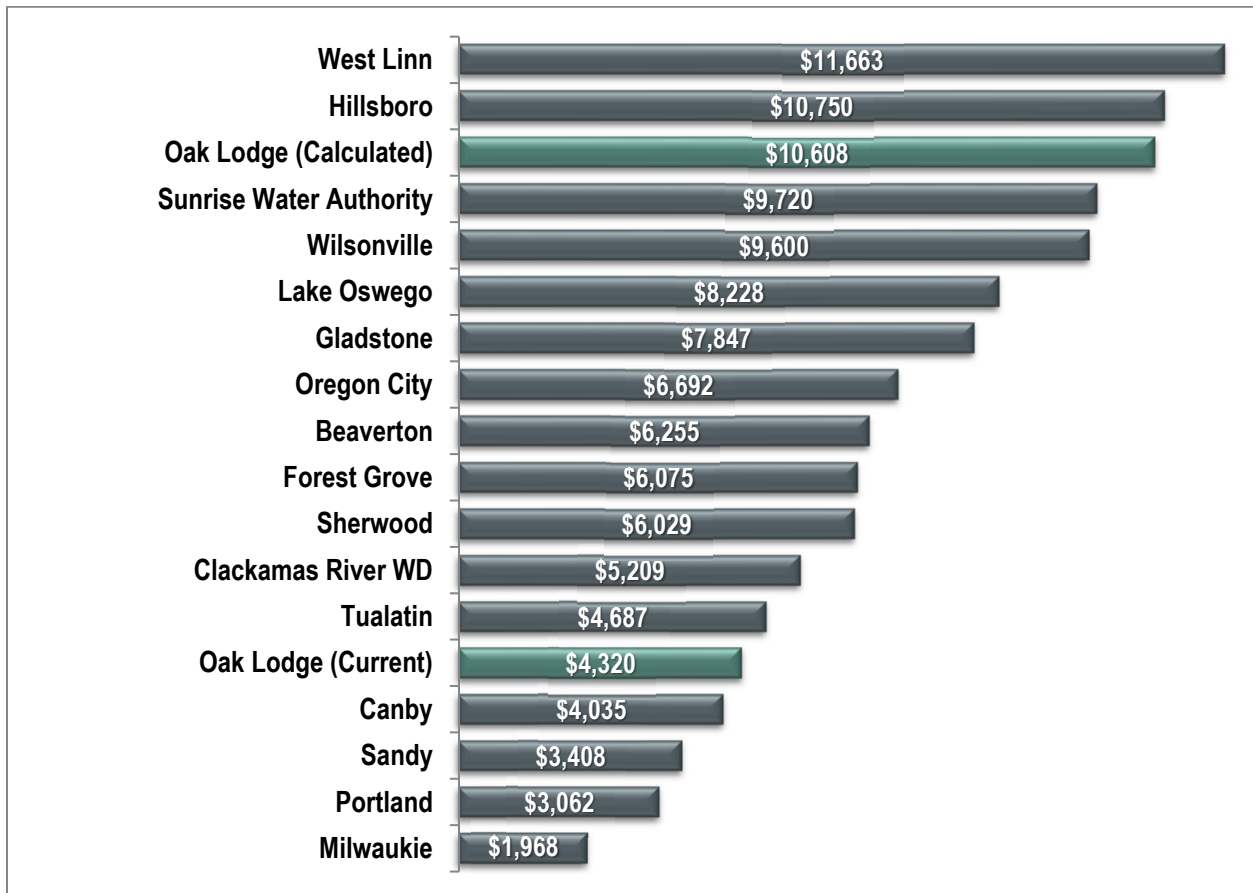 West Linn $11,663
Hillsboro $10,750
Oak Lodge (Calculated) $10,608
Sunrise Water Authority $9,720
Wilsonville $9,600
Lake Oswego $8,228
Gladstone $7,847
Oregon City $6,692
Beaverton $6,255
Forest Grove $6,075
Sherwood $6,029
Clackamas River WD $5,209
Tualatin $4,687
Oak Lodge (Current) $4,320
Canby $4,035
Sandy $3,408
Portland $3,062
Milwaukie $1,968